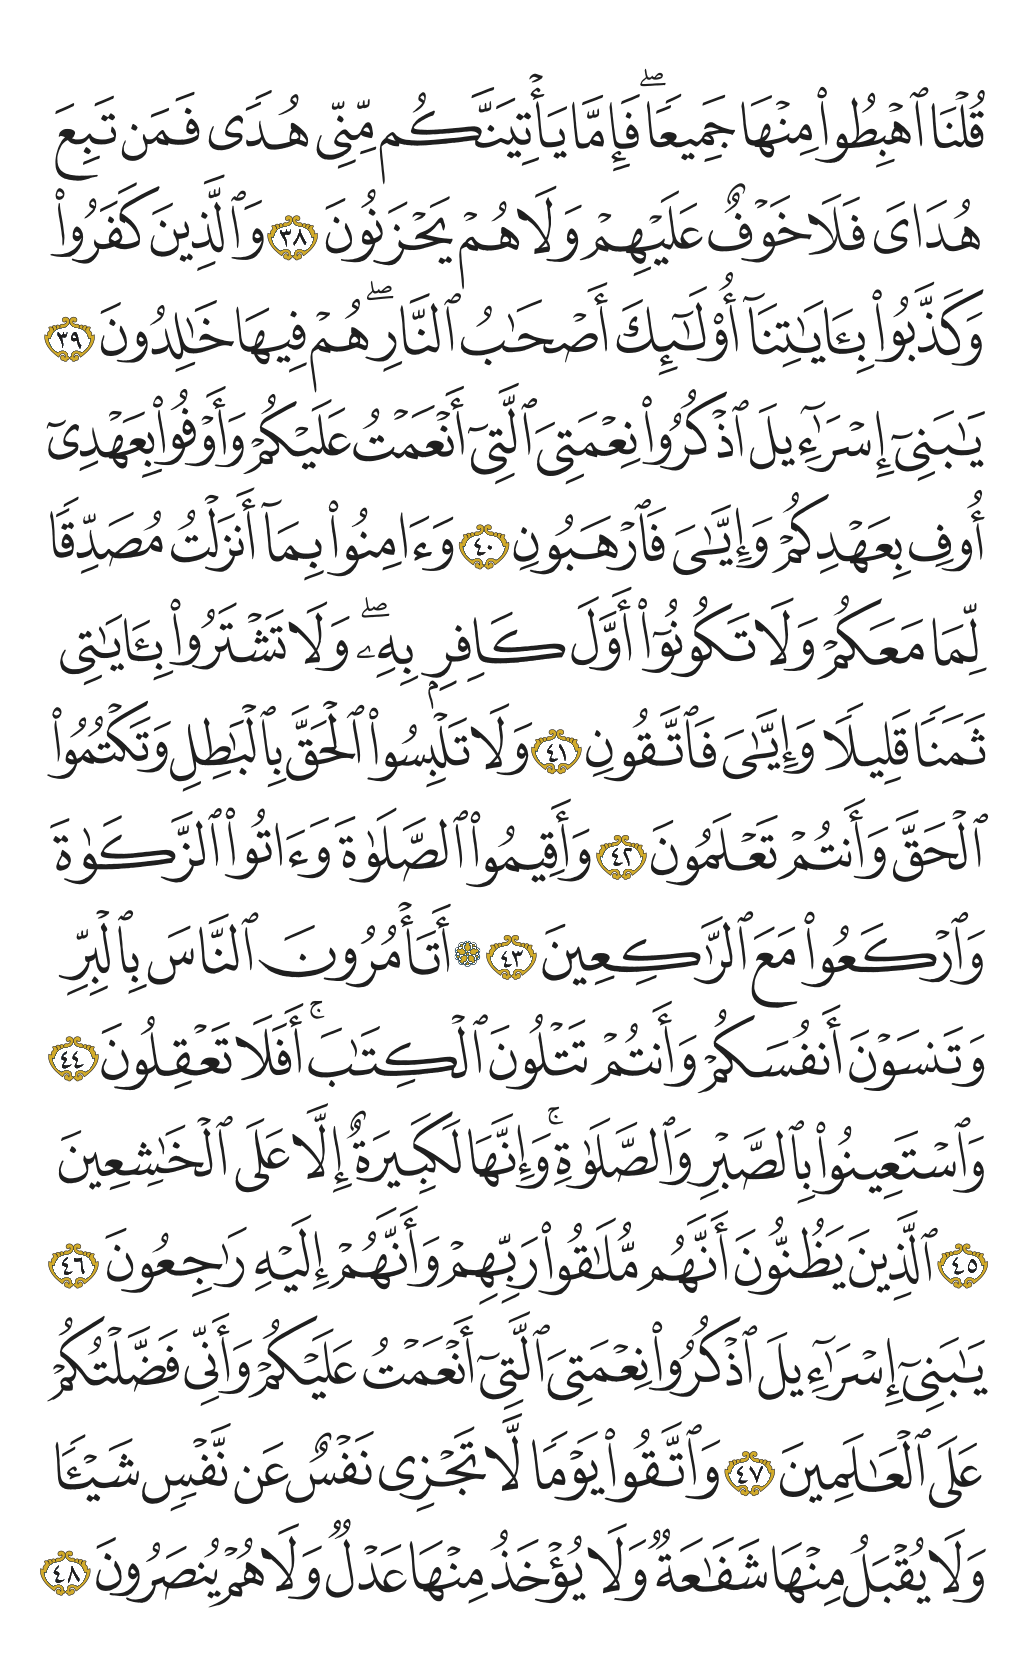 قُلۡنَا ٱهۡبِطُواْ مِنۡهَا جَمِيعٗاۖ فَإِمَّا يَأۡتِيَنَّكُم مِّنِّي هُدٗى فَمَن تَبِعَ
هُدَايَ فَلَا خَوۡفٌ عَلَيۡهِمۡ وَلَا هُمۡ يَحۡزَنُونَ ٣٨ وَٱلَّذِينَ كَفَرُواْ
وَكَذَّبُواْ بِـَٔايَٰتِنَآ أُوْلَٰٓئِكَ أَصۡحَٰبُ ٱلنَّارِۖ هُمۡ فِيهَا خَٰلِدُونَ ٣٩
يَٰبَنِيٓ إِسۡرَٰٓءِيلَ ٱذۡكُرُواْ نِعۡمَتِيَ ٱلَّتِيٓ أَنۡعَمۡتُ عَلَيۡكُمۡ وَأَوۡفُواْ بِعَهۡدِيٓ
أُوفِ بِعَهۡدِكُمۡ وَإِيَّٰيَ فَٱرۡهَبُونِ ٤٠ وَءَامِنُواْ بِمَآ أَنزَلۡتُ مُصَدِّقٗا
لِّمَا مَعَكُمۡ وَلَا تَكُونُوٓاْ أَوَّلَ كَافِرِۭ بِهِۦۖ وَلَا تَشۡتَرُواْ بِـَٔايَٰتِي
ثَمَنٗا قَلِيلٗا وَإِيَّٰيَ فَٱتَّقُونِ ٤١ وَلَا تَلۡبِسُواْ ٱلۡحَقَّ بِٱلۡبَٰطِلِ وَتَكۡتُمُواْ
ٱلۡحَقَّ وَأَنتُمۡ تَعۡلَمُونَ ٤٢ وَأَقِيمُواْ ٱلصَّلَوٰةَ وَءَاتُواْ ٱلزَّكَوٰةَ
وَٱرۡكَعُواْ مَعَ ٱلرَّٰكِعِينَ ٤٣ ۞ أَتَأۡمُرُونَ ٱلنَّاسَ بِٱلۡبِرِّ
وَتَنسَوۡنَ أَنفُسَكُمۡ وَأَنتُمۡ تَتۡلُونَ ٱلۡكِتَٰبَۚ أَفَلَا تَعۡقِلُونَ ٤٤
وَٱسۡتَعِينُواْ بِٱلصَّبۡرِ وَٱلصَّلَوٰةِۚ وَإِنَّهَا لَكَبِيرَةٌ إِلَّا عَلَى ٱلۡخَٰشِعِينَ
٤٥ ٱلَّذِينَ يَظُنُّونَ أَنَّهُم مُّلَٰقُواْ رَبِّهِمۡ وَأَنَّهُمۡ إِلَيۡهِ رَٰجِعُونَ ٤٦
يَٰبَنِيٓ إِسۡرَٰٓءِيلَ ٱذۡكُرُواْ نِعۡمَتِيَ ٱلَّتِيٓ أَنۡعَمۡتُ عَلَيۡكُمۡ وَأَنِّي فَضَّلۡتُكُمۡ
عَلَى ٱلۡعَٰلَمِينَ ٤٧ وَٱتَّقُواْ يَوۡمٗا لَّا تَجۡزِي نَفۡسٌ عَن نَّفۡسٖ شَيۡـٔٗا
وَلَا يُقۡبَلُ مِنۡهَا شَفَٰعَةٞ وَلَا يُؤۡخَذُ مِنۡهَا عَدۡلٞ وَلَا هُمۡ يُنصَرُونَ ٤٨